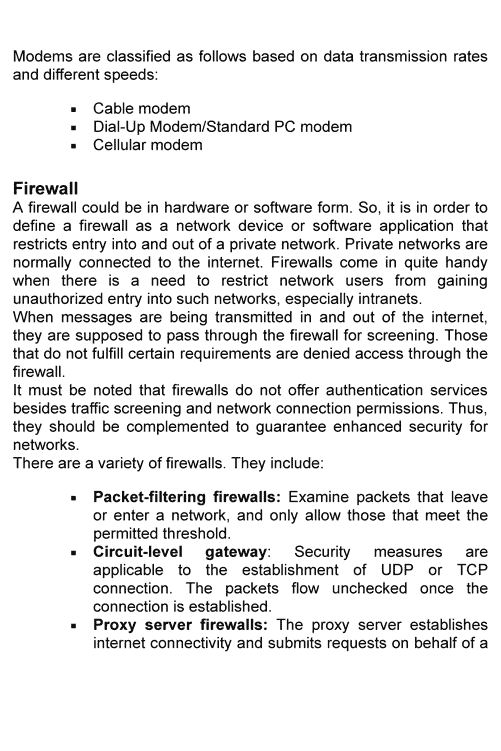 Modems are classified as follows based on data transmission rates
and different speeds:
▪ Cable modem
▪ Dial-Up Modem/Standard PC modem
▪ Cellular modem
Firewall
A firewall could be in hardware or software form. So, it is in order to
define a firewall as a network device or software application that
restricts entry into and out of a private network. Private networks are
normally connected to the internet. Firewalls come in quite handy
when there is a need to restrict network users from gaining
unauthorized entry into such networks, especially intranets.
When messages are being transmitted in and out of the internet,
they are supposed to pass through the firewall for screening. Those
that do not fulfill certain requirements are denied access through the
firewall.
It must be noted that firewalls do not offer authentication services
besides traffic screening and network connection permissions. Thus,
they should be complemented to guarantee enhanced security for
networks.
There are a variety of firewalls. They include:
▪ Packet-filtering firewalls: Examine packets that leave
or enter a network, and only allow those that meet the
permitted threshold.
▪ Circuit-level gateway: Security measures are
applicable to the establishment of UDP or TCP
connection. The packets flow unchecked once the
connection is established.
▪ Proxy server firewalls: The proxy server establishes
internet connectivity and submits requests on behalf of a